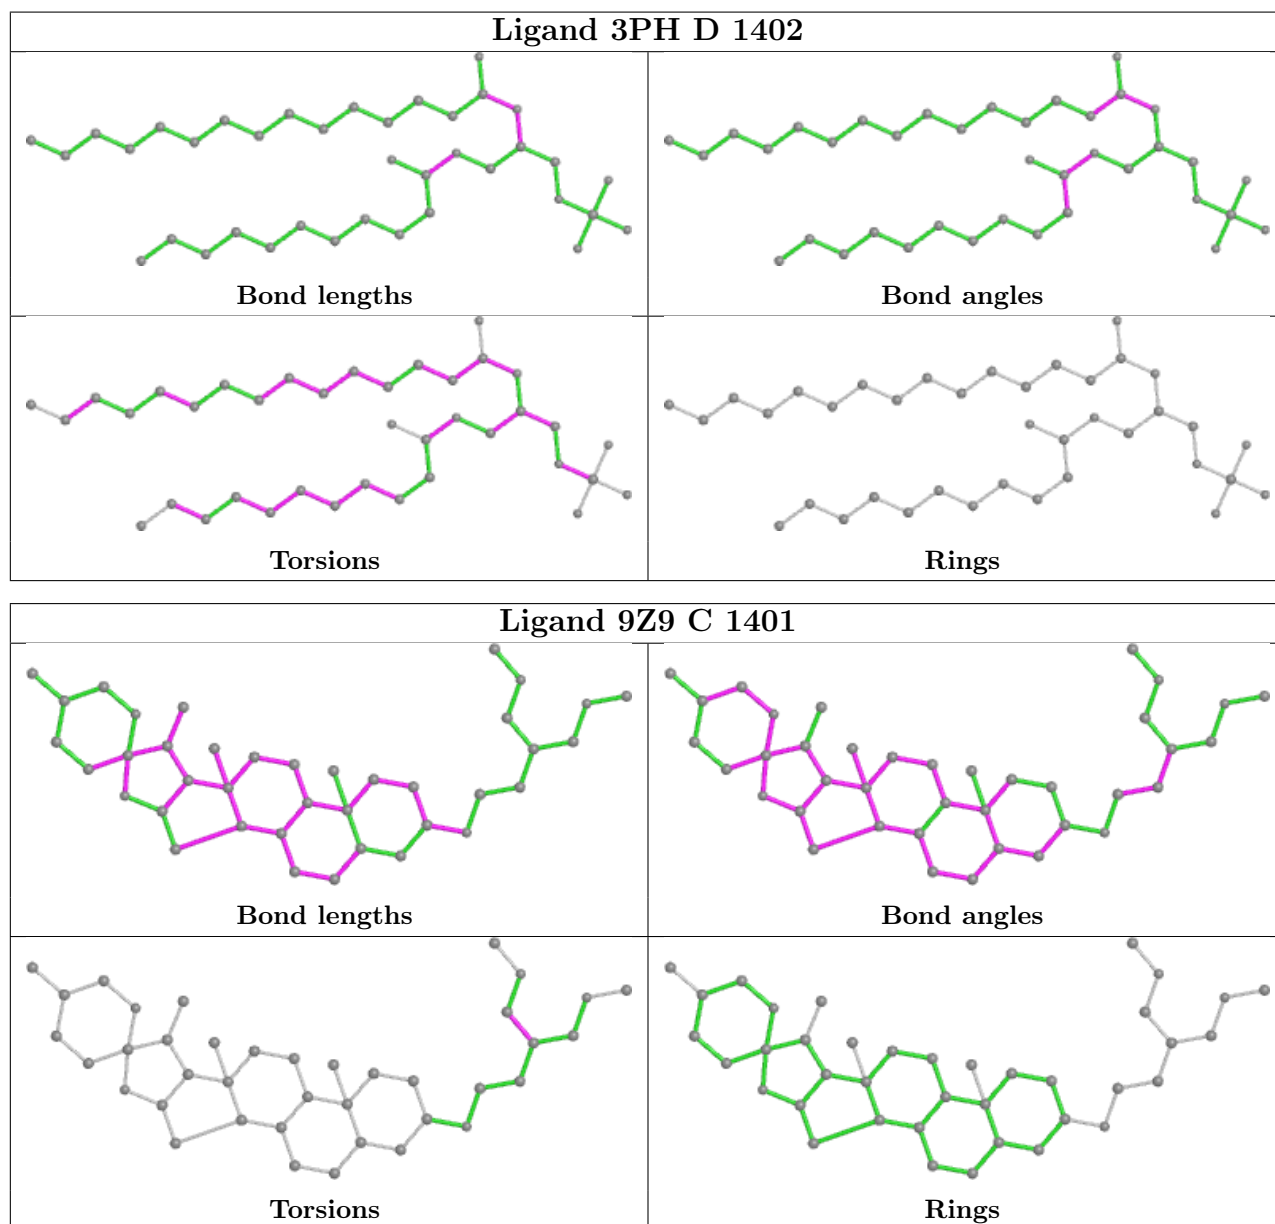 Ligand 3PH D 1402
Bond lengths
Bond angles
Torsions
Rings
Ligand 9Z9 C 1401
Bond lengths
Bond angles
Torsions
Rings